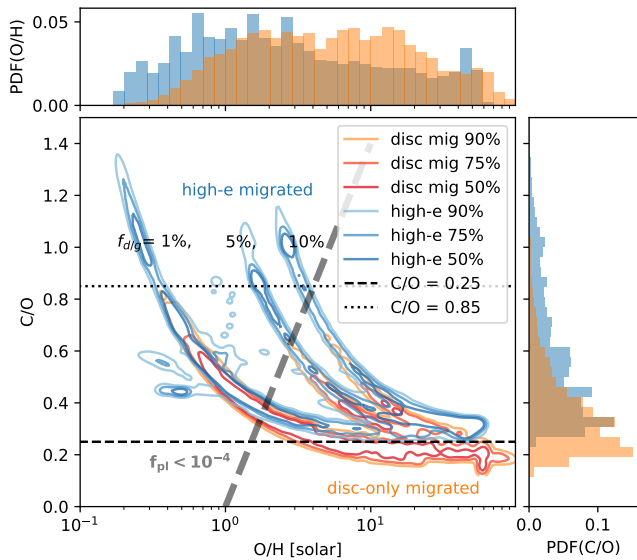 0.05
0.00
PDF(O/H)
1.4
1.2
1.0
0.8
0.6
0.4
0.2
0.0
C/O
high-e migrated
f_{d/g} = 1%, 5%, 10%
disc mig 90%
disc mig 75%
disc mig 50%
high-e 90%
high-e 75%
high-e 50%
C/O = 0.25
C/O = 0.85
f_{pl} < 10^{-4}
disc-only migrated
10^{-1} 10^{0} 10^{1}
O/H [solar]
0.0 0.1
PDF(C/O)